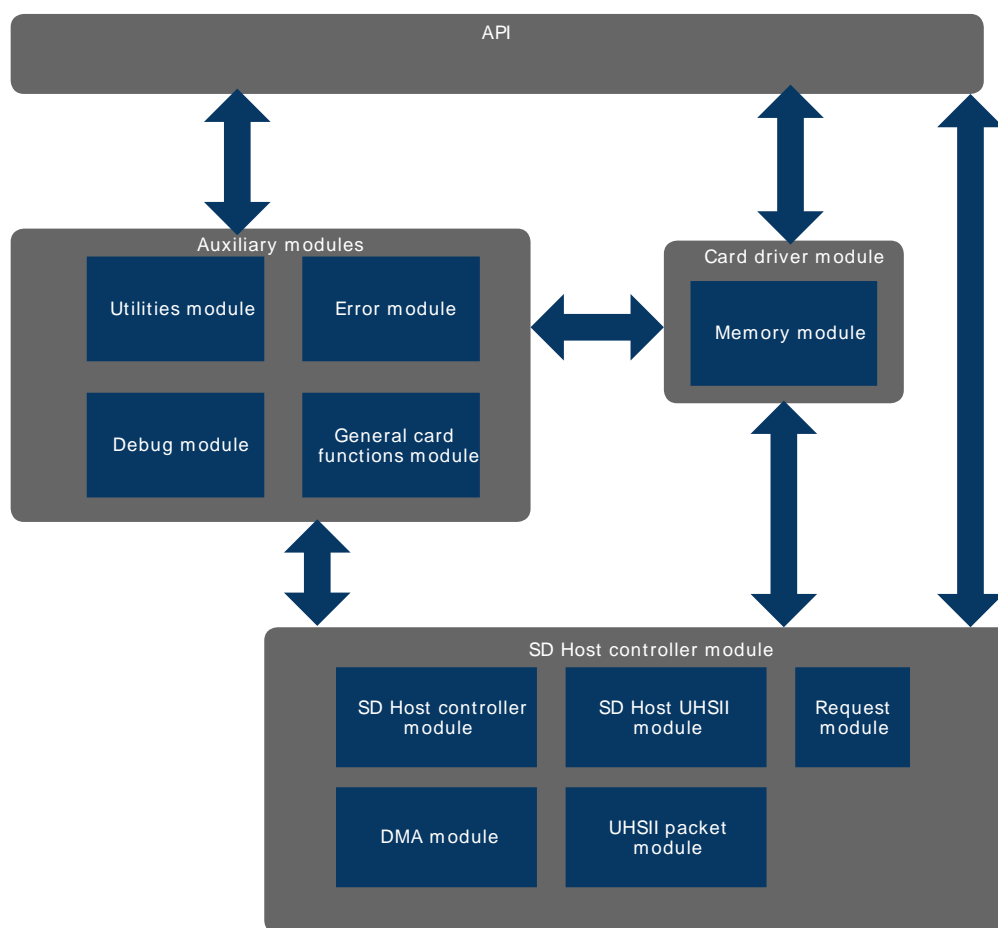 API
Auxiliary modules
Card driver module
Utilities module
Error module
Memory module
Debug module
General card
functions module
SD Host controller module
SD Host controller
module
SD Host UHSII
module
Request
module
DMA module
UHSII packet
module